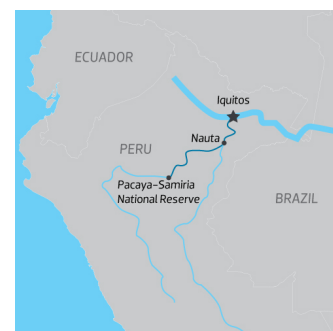 ECUADOR
Iquitos
Nauta
PERU
Pacaya-Samiria
National Reserve
BRAZIL